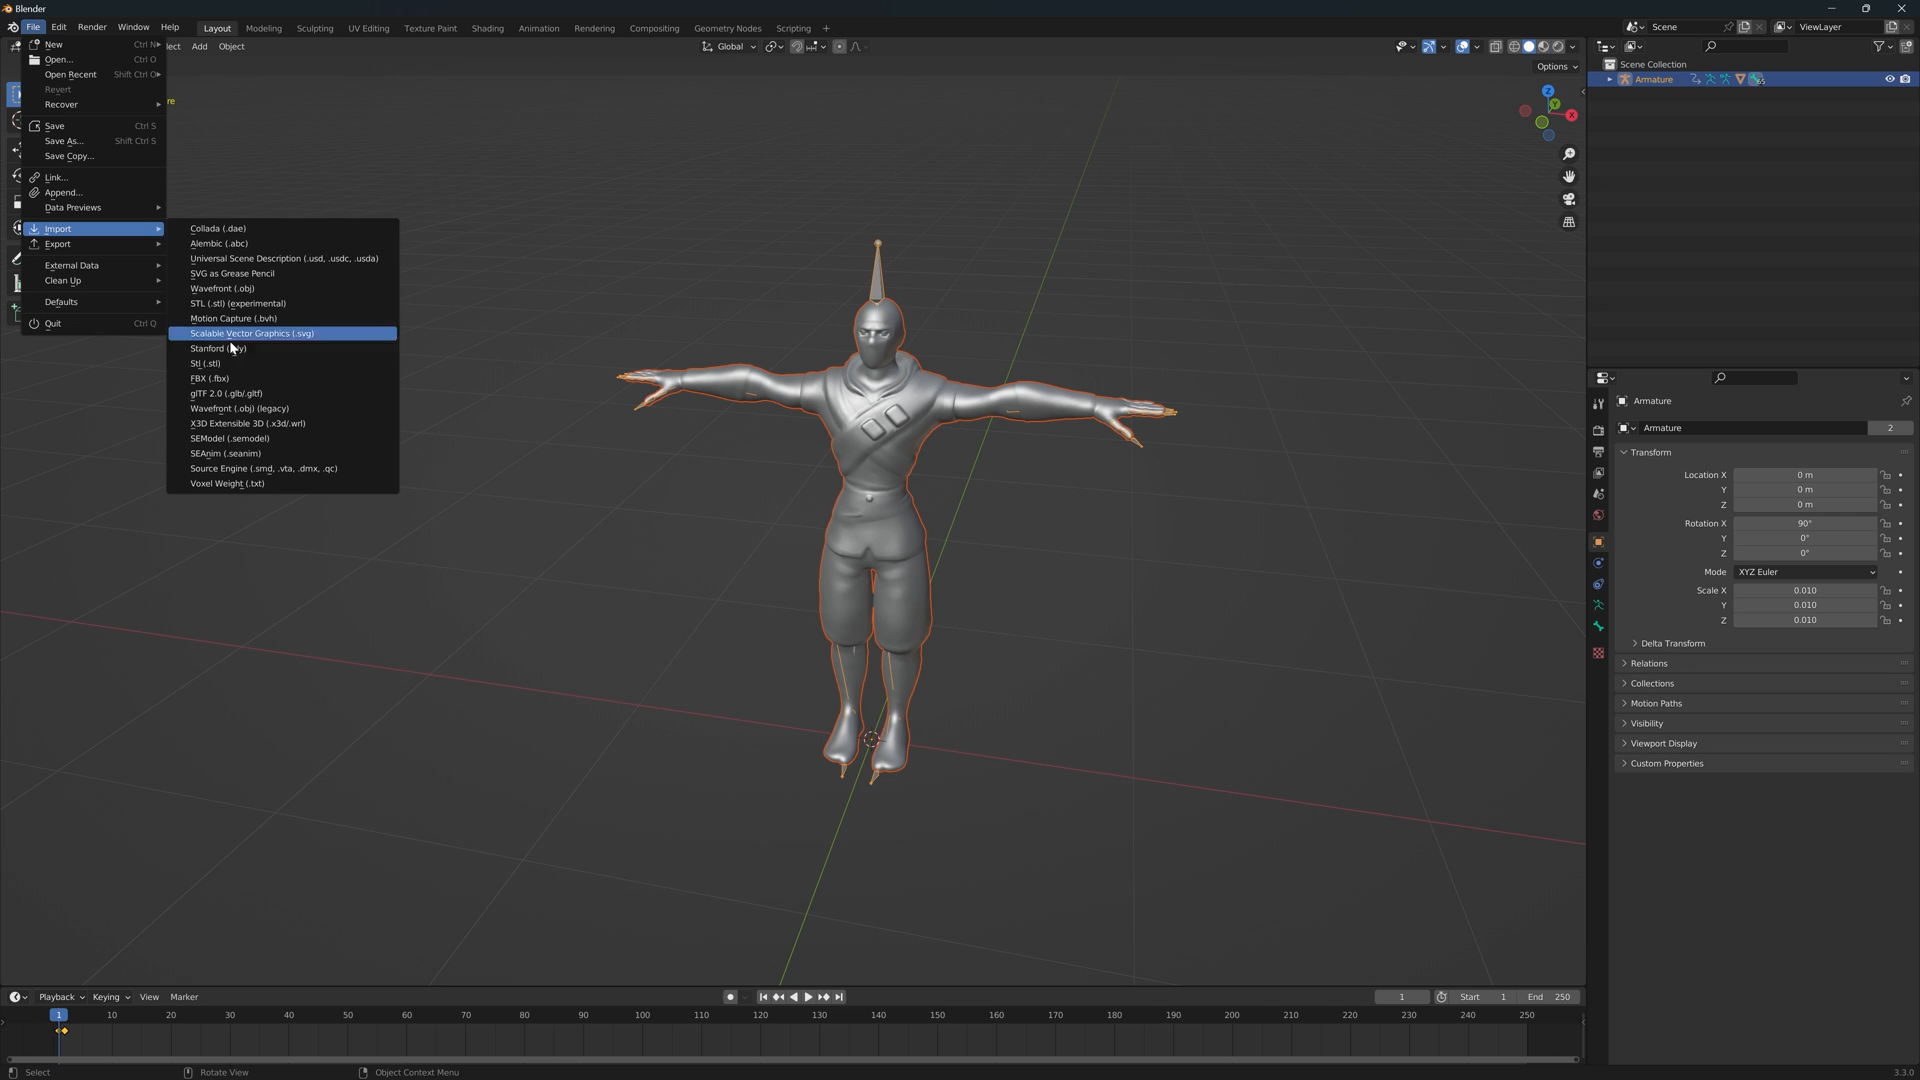 Blender
File Edit Render Window Help Layout Modeling Sculpting UV Editing Texture Paint Shading Animation Rendering Compositing Geometry Nodes Scripting + Scene ViewLayer
Add Object Global
Options
New Ctrl N
Open... Ctrl O
Open Recent Shift Ctrl O
Revert
Recover
Save Ctrl S
Save As... Shift Ctrl S
Save Copy...
Link...
Append...
Data Previews
Import
Export
External Data
Clean Up
Defaults
Quit Ctrl Q
Collada (.dae)
Alembic (.abc)
Universal Scene Description (.usd, .usdc, .usda)
SVG as Grease Pencil
Wavefront (.obj)
STL (.stl) (experimental)
Motion Capture (.bvh)
Scalable Vector Graphics (.svg)
Stanford
Stl (.stl)
FBX (.fbx)
glTF 2.0 (.glb/.gltf)
Wavefront (.obj) (legacy)
X3D Extensible 3D (.x3d/.wrl)
SEModel (.semodel)
SEAnim (.seanim)
Source Engine (.smd, .vta, .dmx, .qc)
Voxel Weight (.txt)
Z
Y
X
Scene Collection
Armature 65
Armature
Armature 2
Transform
Location X 0 m
Y 0 m
Z 0 m
Rotation X 90°
Y 0°
Z 0°
Mode XYZ Euler
Scale X 0.010
Y 0.010
Z 0.010
Delta Transform
Relations
Collections
Motion Paths
Visibility
Viewport Display
Custom Properties
Playback Keying View Marker 1 Start 1 End 250
1 10 20 30 40 50 60 70 80 90 100 110 120 130 140 150 160 170 180 190 200 210 220 230 240 250
Select Rotate View Object Context Menu 3.3.0